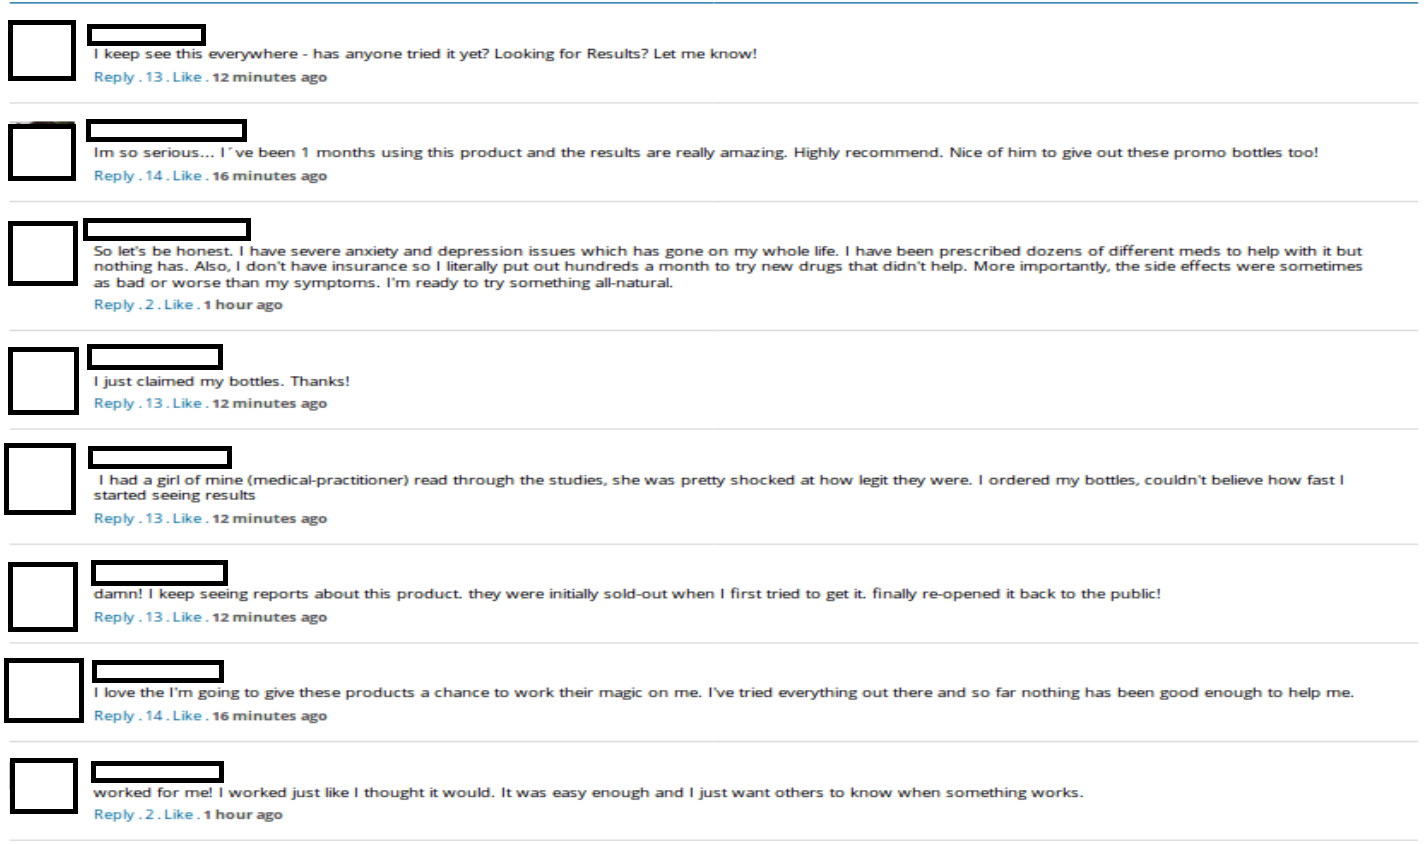 I keep see this everywhere - has anyone tried it yet? Looking for Results? Let me know!
Reply . 13 . Like . 12 minutes ago
Im so serious... I´ve been 1 months using this product and the results are really amazing. Highly recommend. Nice of him to give out these promo bottles too!
Reply . 14 . Like . 16 minutes ago
So let's be honest. I have severe anxiety and depression issues which has gone on my whole life. I have been prescribed dozens of different meds to help with it but
nothing has. Also, I don't have insurance so I literally put out hundreds a month to try new drugs that didn't help. More importantly, the side effects were sometimes
as bad or worse than my symptoms. I'm ready to try something all-natural.
Reply . 2 . Like . 1 hour ago
I just claimed my bottles. Thanks!
Reply . 13 . Like . 12 minutes ago
I had a girl of mine (medical-practitioner) read through the studies, she was pretty shocked at how legit they were. I ordered my bottles, couldn't believe how fast I
started seeing results
Reply . 13 . Like . 12 minutes ago
damn! I keep seeing reports about this product. they were initially sold-out when I first tried to get it. finally re-opened it back to the public!
Reply . 13 . Like . 12 minutes ago
I love the I'm going to give these products a chance to work their magic on me. I've tried everything out there and so far nothing has been good enough to help me.
Reply . 14 . Like . 16 minutes ago
worked for me! I worked just like I thought it would. It was easy enough and I just want others to know when something works.
Reply . 2 . Like . 1 hour ago